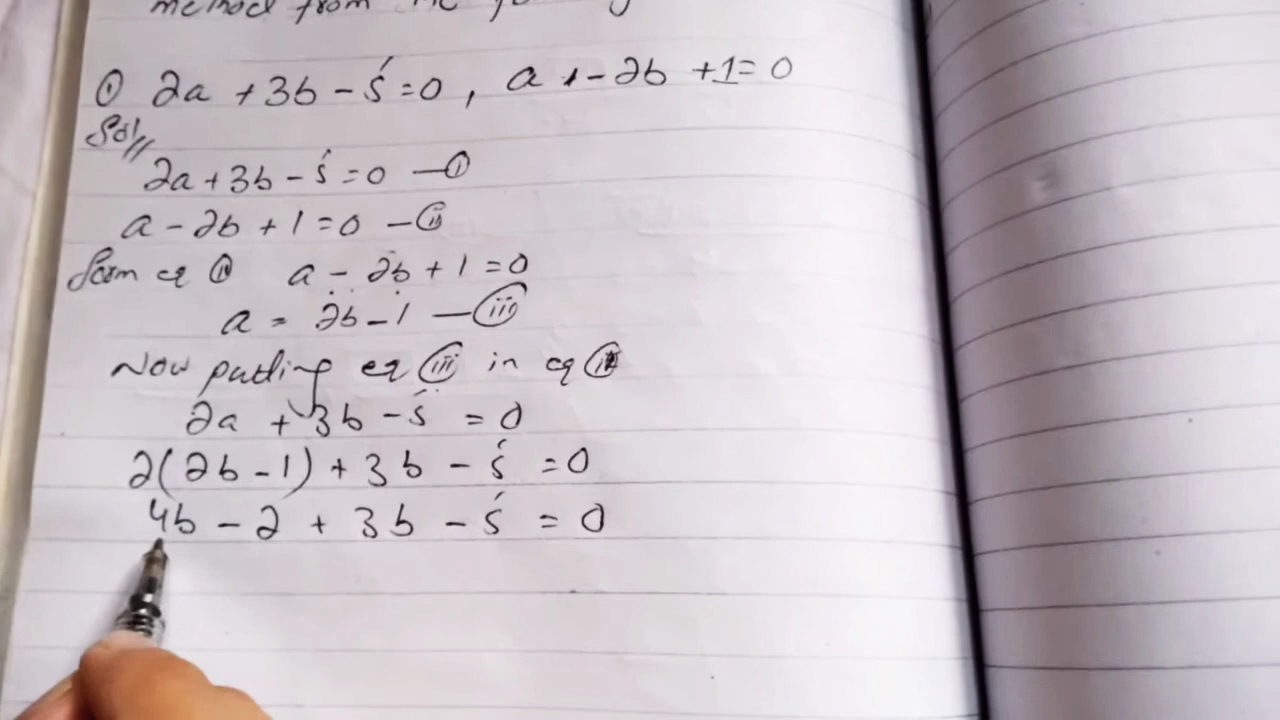 method from
① 2a + 3b - 5 = 0 , a - 2b + 1 = 0
Sol//
2a + 3b - 5 = 0 — ⓘ
a - 2b + 1 = 0 — ⓘⓘ
from eq ⓘⓘ a - 2b + 1 = 0
a = 2b - 1 — ⓘⓘⓘ
Now putting eq ⓘⓘⓘ in eq
2a + 3b - 5 = 0
2(2b - 1) + 3b - 5 = 0
4b - 2 + 3b - 5 = 0